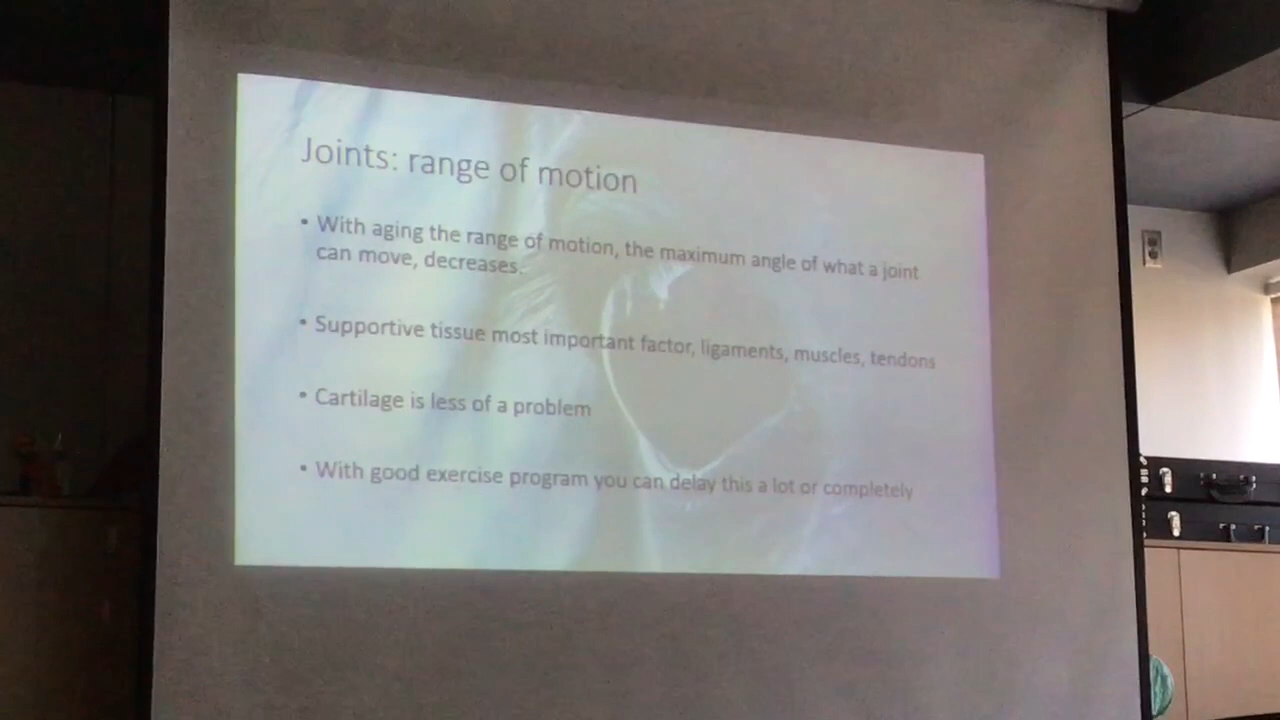 Joints: range of motion
• With aging the range of motion, the maximum angle of what a joint
can move, decreases.
• Supportive tissue most important factor, ligaments, muscles, tendons
• Cartilage is less of a problem
• With good exercise program you can delay this a lot or completely